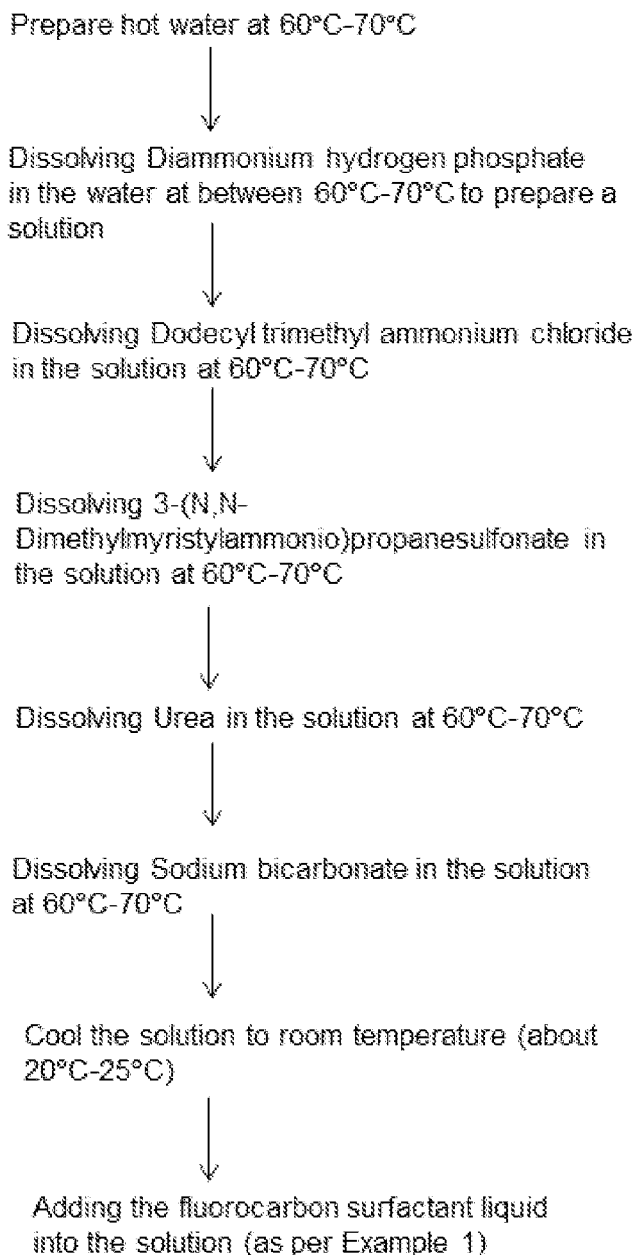 Prepare hot water at 60°C-70°C
Dissolving Diammonium hydrogen phosphate
in the water at between 60°C-70°C to prepare a
solution
Dissolving Dodecyl trimethyl ammonium chloride
in the solution at 60°C-70°C
Dissolving 3-(N,N-
Dimethylmyristylammonio)propanesulfonate in
the solution at 60°C-70°C
Dissolving Urea in the solution at 60°C-70°C
Dissolving Sodium bicarbonate in the solution
at 60°C-70°C
Cool the solution to room temperature (about
20°C-25°C)
Adding the fluorocarbon surfactant liquid
into the solution (as per Example 1)